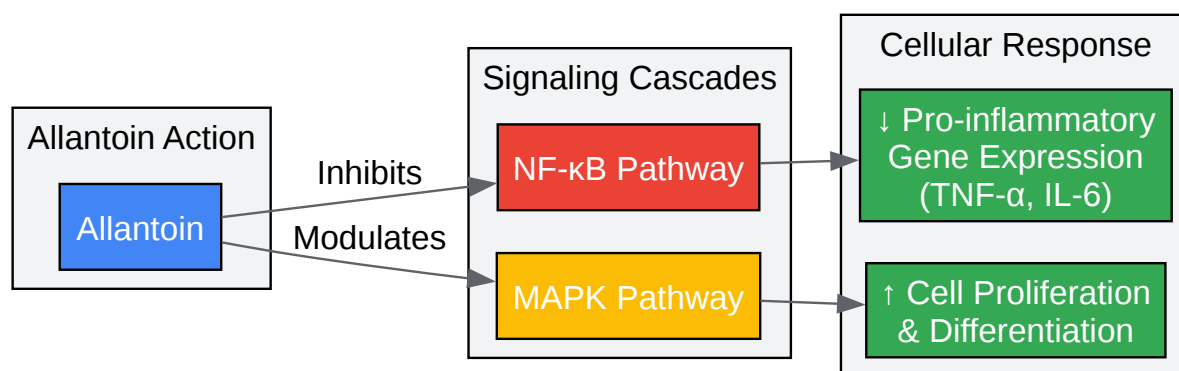 Allantoin Action
Allantoin
Inhibits
Modulates
Signaling Cascades
NF-κB Pathway
MAPK Pathway
Cellular Response
↓ Pro-inflammatory
Gene Expression
(TNF-α, IL-6)
↑ Cell Proliferation
& Differentiation